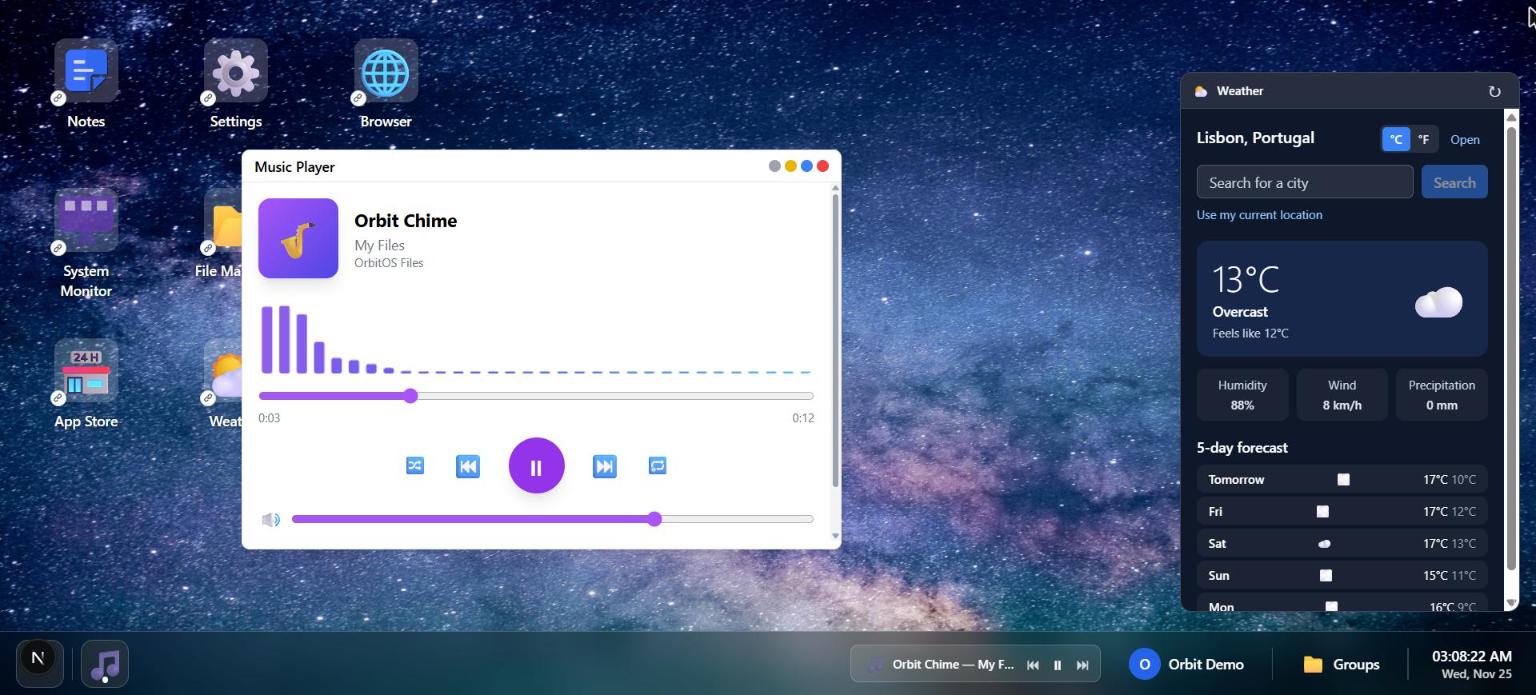 Notes
Settings
Browser
System
Monitor
File Ma
24 H
App Store
Weat
Music Player
Orbit Chime
My Files
OrbitOS Files
0:03
0:12
Weather
Lisbon, Portugal
°C
°F
Open
Search for a city
Search
Use my current location
13°C
Overcast
Feels like 12°C
Humidity
Wind
Precipitation
88%
8 km/h
0 mm
5-day forecast
Tomorrow 17°C 10°C
Fri 17°C 12°C
Sat 17°C 13°C
Sun 15°C 11°C
Mon 16°C 9°C
N
Orbit Chime — My F...
O
Orbit Demo
Groups
03:08:22 AM
Wed, Nov 25